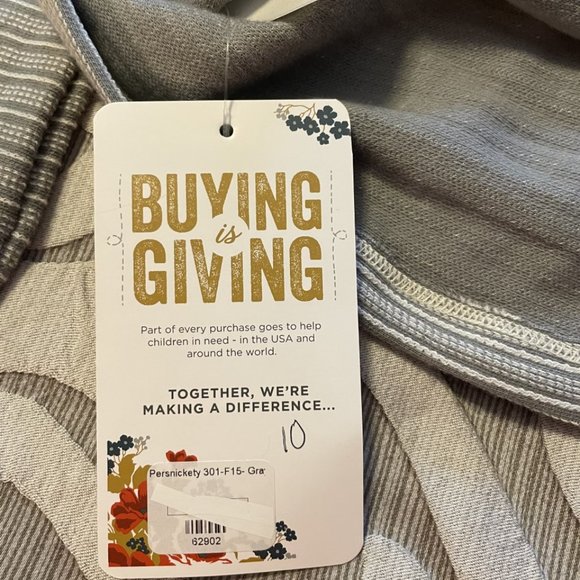 BUYING
is
GIVING
Part of every purchase goes to help
children in need - in the USA and
around the world.
TOGETHER, WE'RE
MAKING A DIFFERENCE...
10
Persnickety 301-F15- Gra
62902